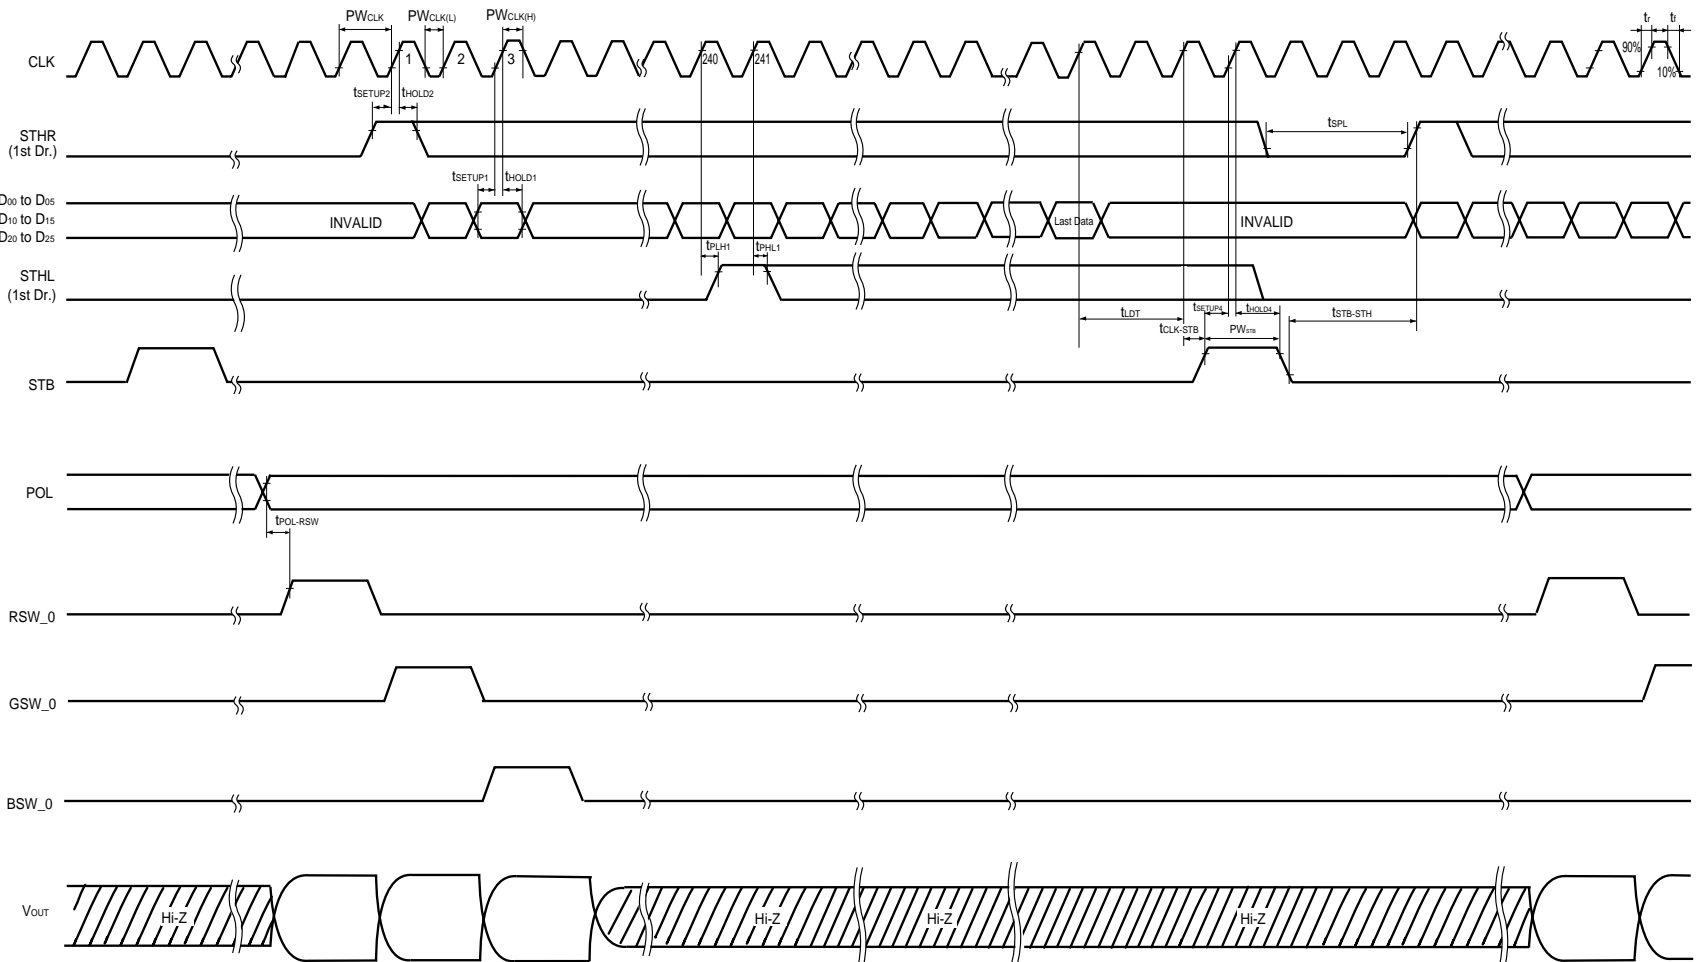 PWCLK PWCLK(L) PWCLK(H) tr tf
CLK 1 2 3 240 241 90% 10%
tSETUP2 tHOLD2
STHR
(1st Dr.)
tSPL
tSETUP1 tHOLD1
D00 to D05
D10 to D15
D20 to D25
INVALID Last Data INVALID
tPLH1 tPHL1
STHL
(1st Dr.)
tLDT tSETUP4 tHOLD4 tSTB-STH
tCLK-STB PWSTB
STB
POL
tPOL-RSW
RSW_0
GSW_0
BSW_0
VOUT Hi-Z Hi-Z Hi-Z Hi-Z